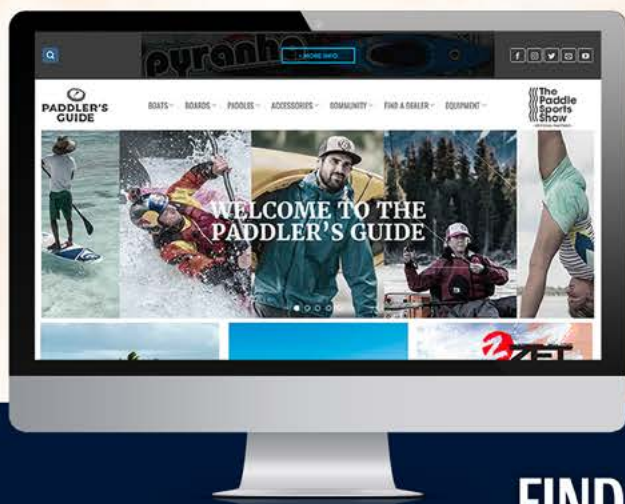 pyranha
+ MORE INFO
PADDLER'S
GUIDE
BOATS
BOARDS
PADDLES
ACCESSORIES
COMMUNITY
FIND A DEALER
EQUIPMENT
The
Paddle
Sports
Show
WELCOME TO THE
PADDLER'S GUIDE
ZET
FIND